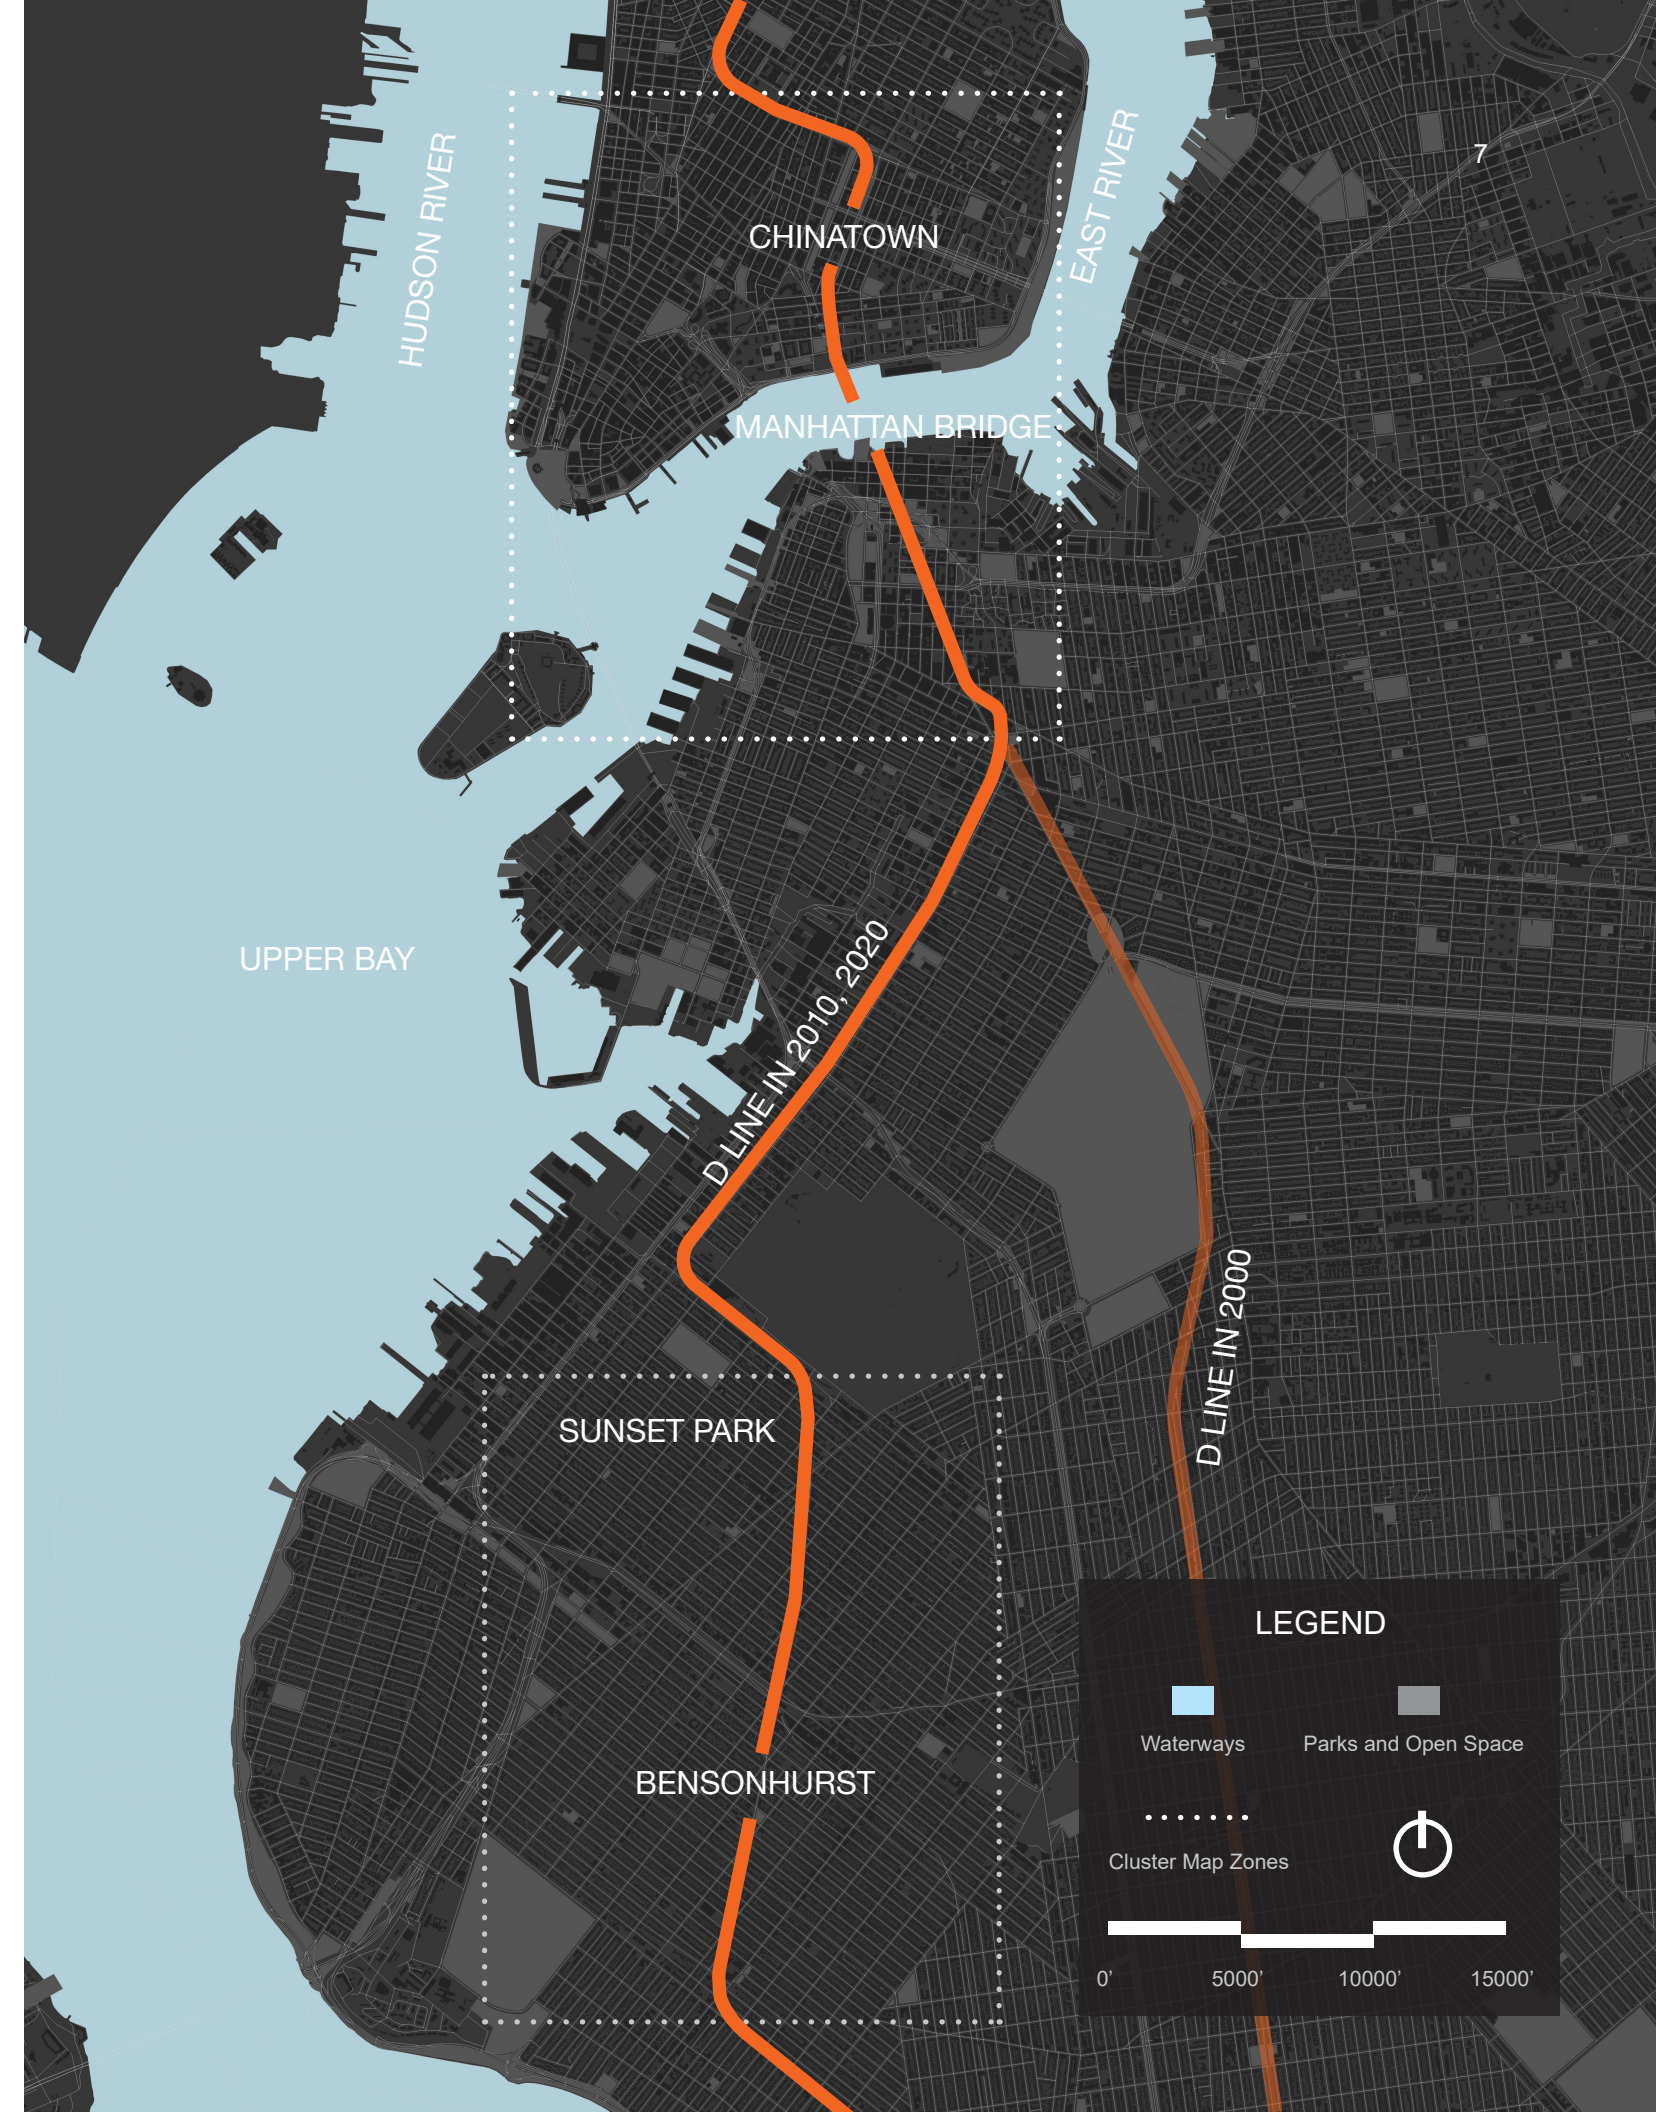 7
HUDSON RIVER
EAST RIVER
CHINATOWN
MANHATTAN BRIDGE
UPPER BAY
D LINE IN 2010, 2020
D LINE IN 2000
SUNSET PARK
BENSONHURST
LEGEND
Waterways
Parks and Open Space
Cluster Map Zones
0’ 5000’ 10000’ 15000’